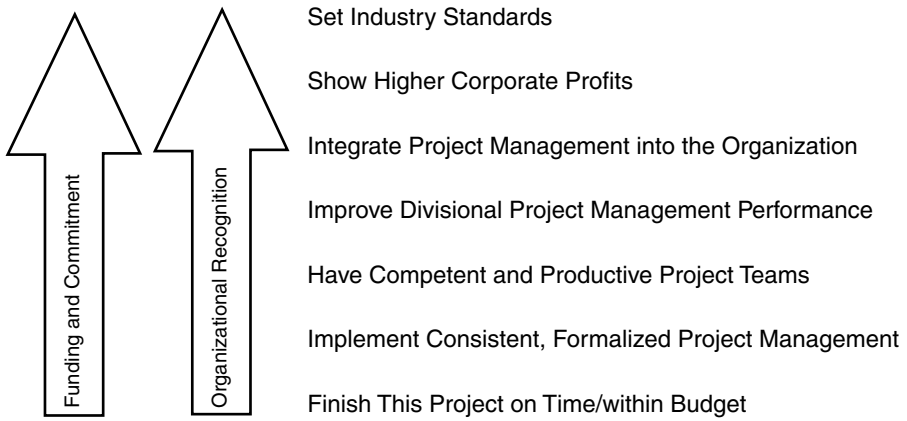 Set Industry Standards
Show Higher Corporate Profits
Integrate Project Management into the Organization
Improve Divisional Project Management Performance
Have Competent and Productive Project Teams
Implement Consistent, Formalized Project Management
Finish This Project on Time/within Budget
Funding and Commitment
Organizational Recognition